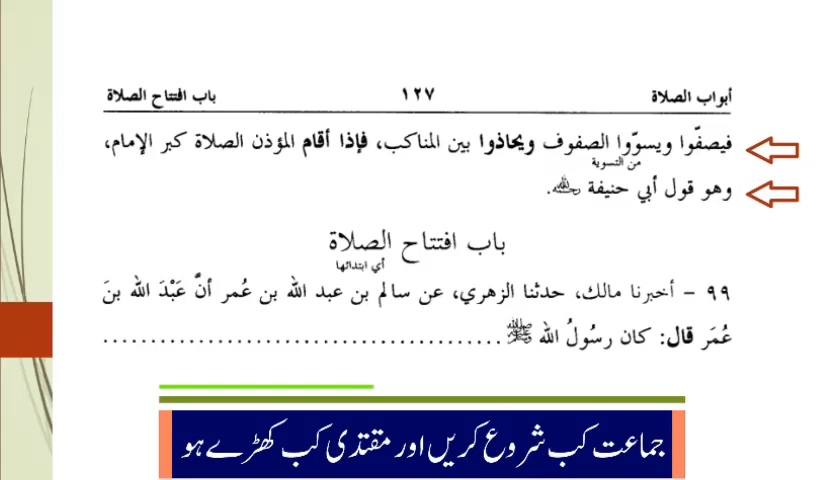 أبواب الصلاة ١٢٧ باب افتتاح الصلاة
فيصفّوا ويسوّوا الصفوف ويحاذوا بين المناكب، فإذا أقام المؤذن الصلاة كبر الإمام،
من التسوية
وهو قول أبي حنيفة رحمه الله.
باب افتتاح الصلاة
أي ابتدائها
٩٩ - أخبرنا مالك، حدثنا الزهري، عن سالم بن عبد الله بن عُمر أنَّ عَبْدَ الله بنَ
عُمَرَ قال: كان رسُولُ الله ﷺ ........................................
جماعت کب شروع کریں اور مقتدی کب کھڑے ہو